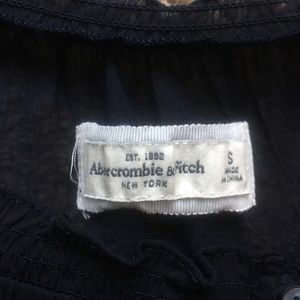 EST. 1892
Abercrombie & Fitch
NEW YORK
S
MADE
IN CHINA